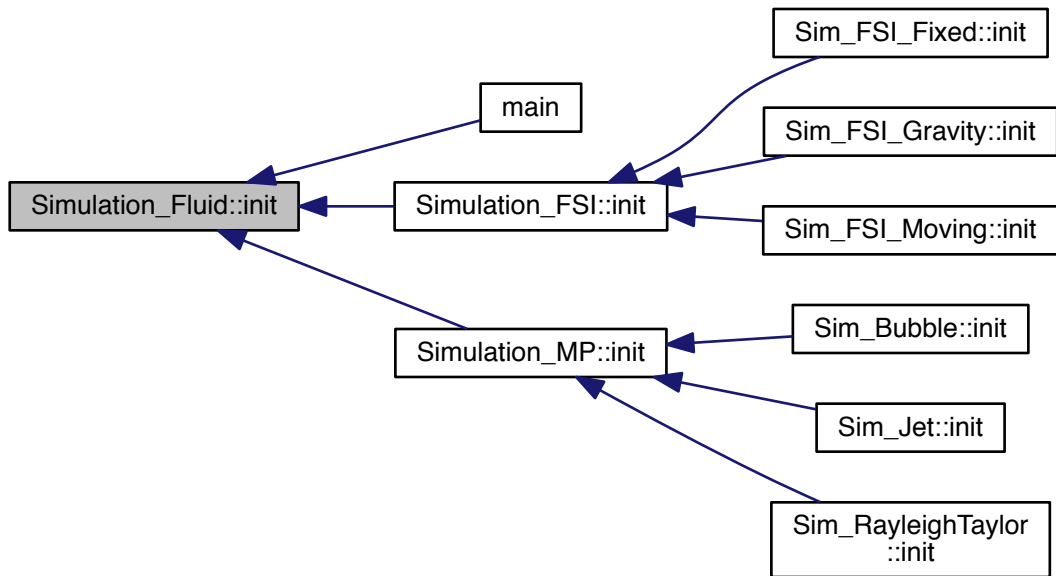 Sim_FSI_Fixed::init
main
Sim_FSI_Gravity::init
Simulation_Fluid::init
Simulation_FSI::init
Sim_FSI_Moving::init
Sim_Bubble::init
Simulation_MP::init
Sim_Jet::init
Sim_RayleighTaylor
::init